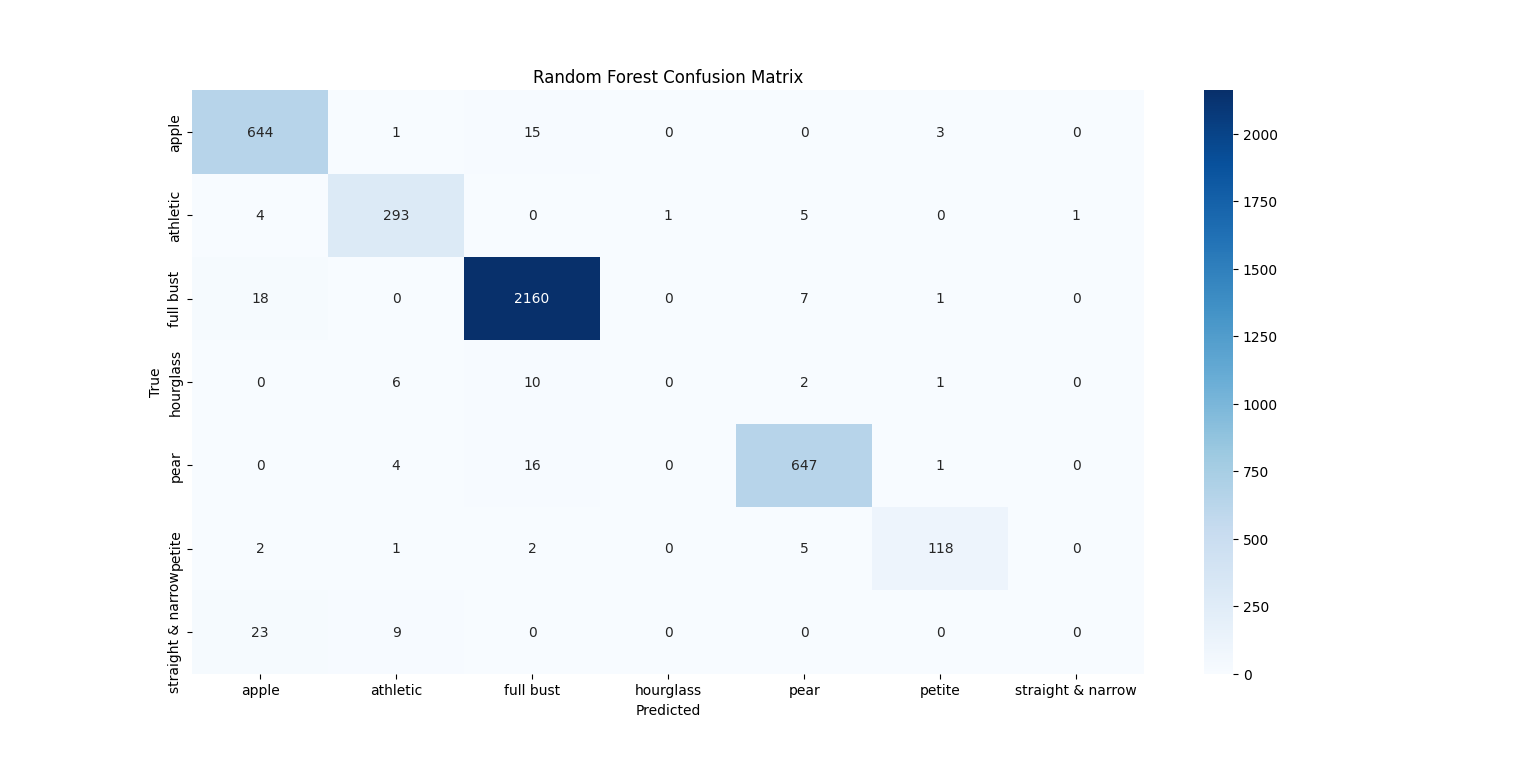 Random Forest Confusion Matrix
apple 644 1 15 0 0 3 0
athletic 4 293 0 1 5 0 1
full bust 18 0 2160 0 7 1 0
hourglass 0 6 10 0 2 1 0
pear 0 4 16 0 647 1 0
petite 2 1 2 0 5 118 0
straight & narrow 23 9 0 0 0 0 0
True
apple athletic full bust hourglass pear petite straight & narrow
Predicted
2000
1750
1500
1250
1000
750
500
250
0